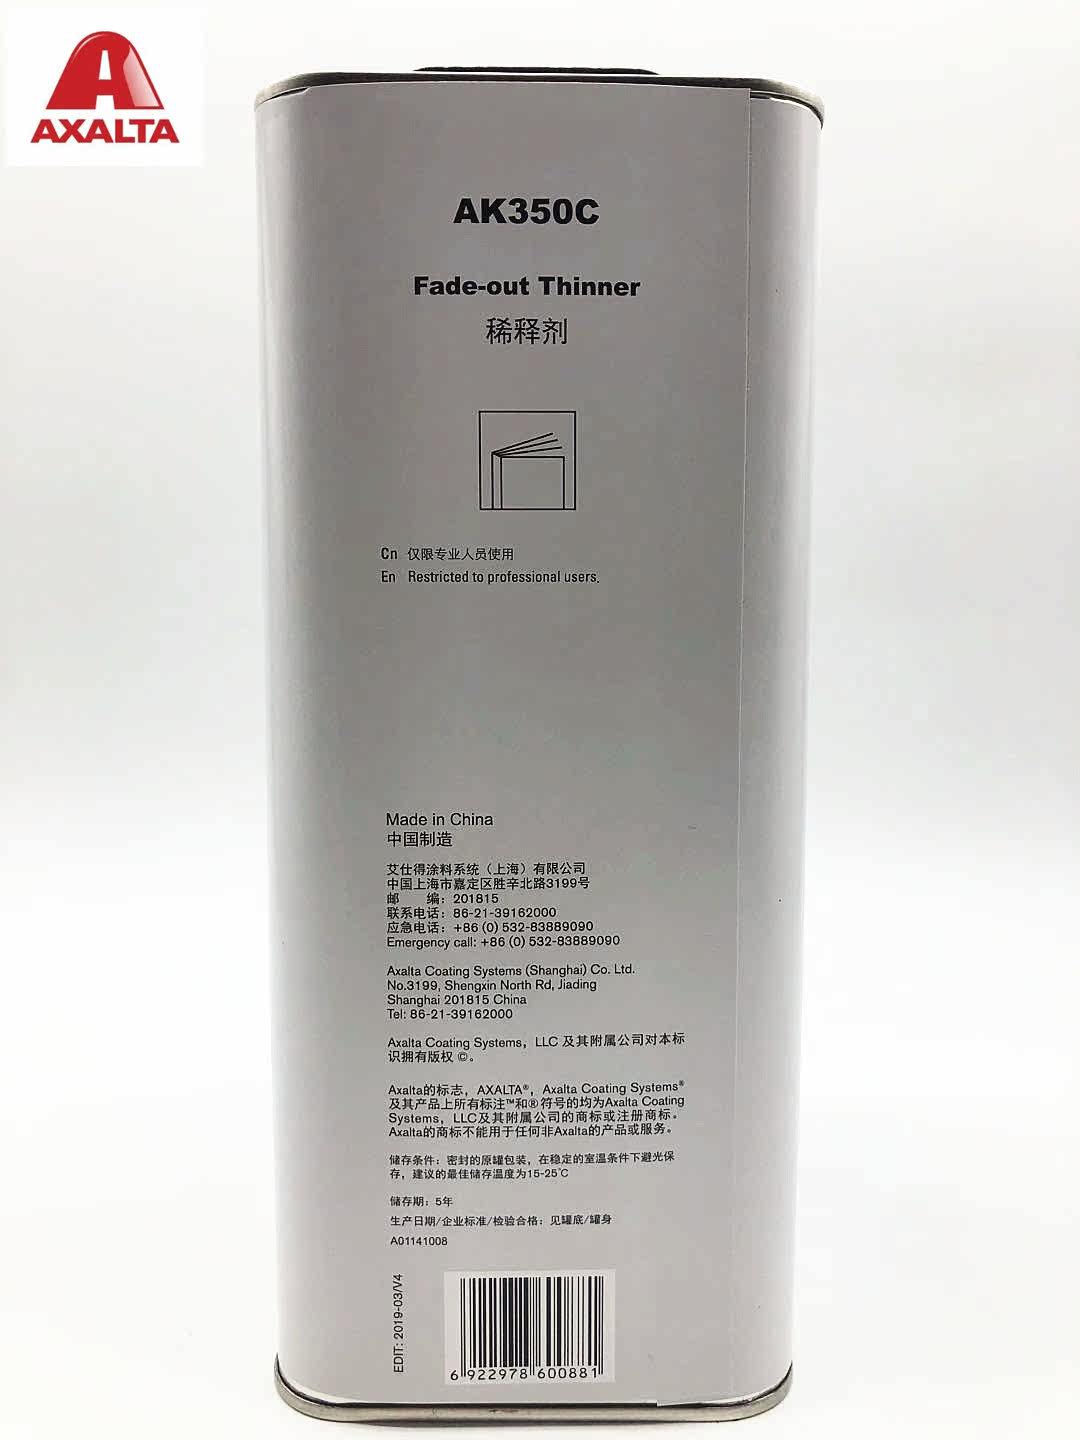 AXALTA
AK350C
Fade-out Thinner
稀释剂
Cn 仅限专业人员使用
En Restricted to professional users.
Made in China
中国制造
艾仕得涂料系统（上海）有限公司
中国上海市嘉定区胜辛北路3199号
邮 编：201815
联系电话：86-21-39162000
应急电话：+86 (0) 532-83889090
Emergency call: +86 (0) 532-83889090
Axalta Coating Systems (Shanghai) Co. Ltd.
No.3199, Shengxin North Rd, Jiading
Shanghai 201815 China
Tel: 86-21-39162000
Axalta Coating Systems，LLC 及其附属公司对本标
识拥有版权 ©。
Axalta的标志，AXALTA®，Axalta Coating Systems®
及其产品上所有标注™和®符号的均为Axalta Coating
Systems，LLC及其附属公司的商标或注册商标。
Axalta的商标不能用于任何非Axalta的产品或服务。
储存条件：密封的原罐包装，在稳定的室温条件下避光保
存，建议的最佳储存温度为15-25℃
储存期：5年
生产日期/企业标准/检验合格：见罐底/罐身
A01141008
EDIT: 2019-03/V4
6 922978 600881